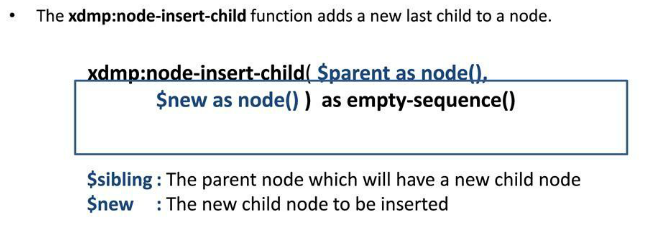 • The xdmp:node-insert-child function adds a new last child to a node.
xdmp:node-insert-child( $parent as node(),
$new as node() ) as empty-sequence()
$sibling : The parent node which will have a new child node
$new : The new child node to be inserted